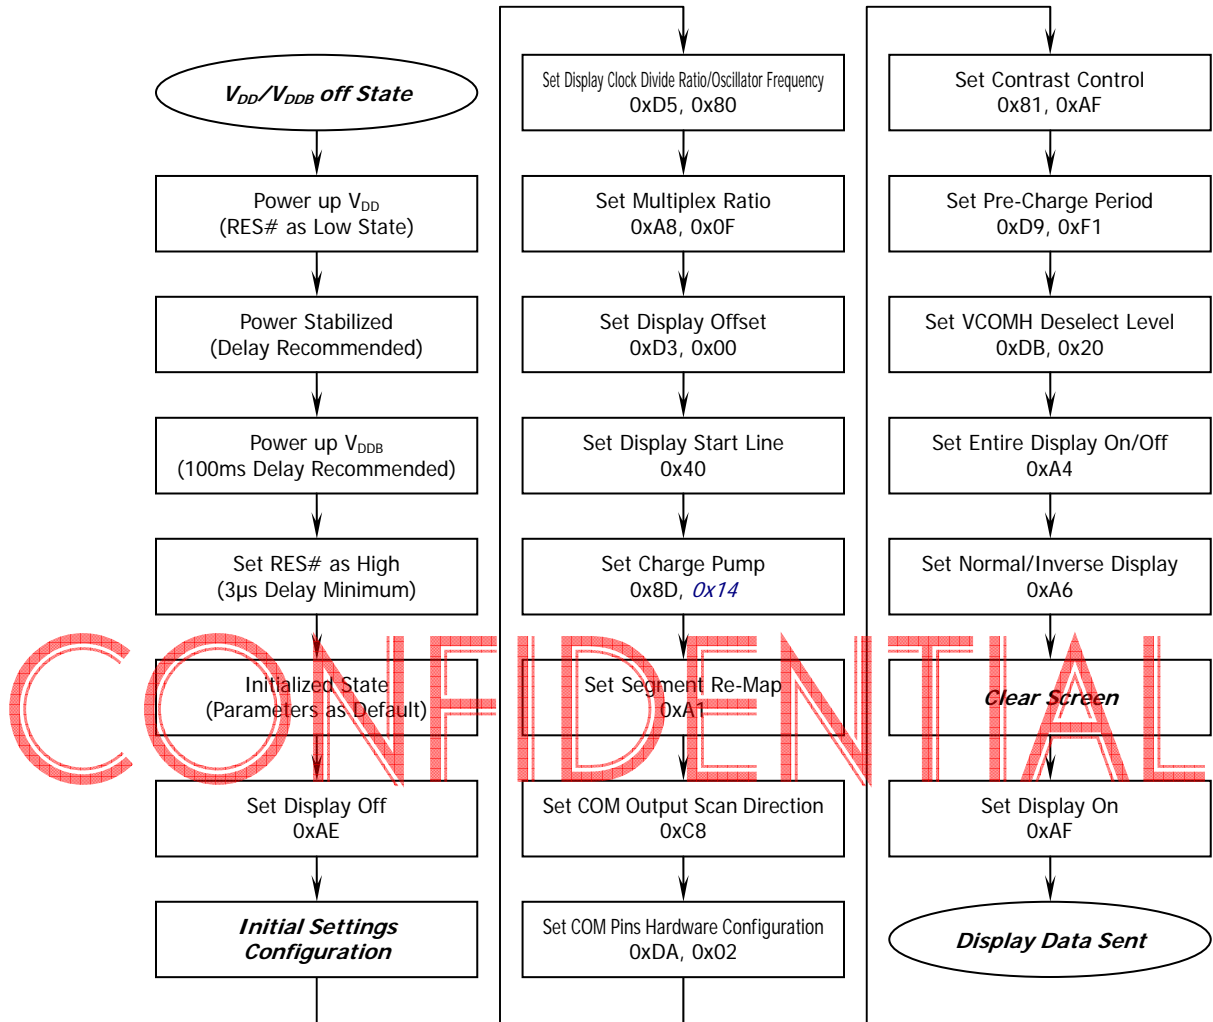 V_DD/V_DDB off State
Power up V_DD
(RES# as Low State)
Power Stabilized
(Delay Recommended)
Power up V_DDB
(100ms Delay Recommended)
Set RES# as High
(3µs Delay Minimum)
Initialized State
(Parameters as Default)
Set Display Off
0xAE
Initial Settings
Configuration
Set Display Clock Divide Ratio/Oscillator Frequency
0xD5, 0x80
Set Multiplex Ratio
0xA8, 0x0F
Set Display Offset
0xD3, 0x00
Set Display Start Line
0x40
Set Charge Pump
0x8D, 0x14
Set Segment Re-Map
0xA1
Set COM Output Scan Direction
0xC8
Set COM Pins Hardware Configuration
0xDA, 0x02
Set Contrast Control
0x81, 0xAF
Set Pre-Charge Period
0xD9, 0xF1
Set VCOMH Deselect Level
0xDB, 0x20
Set Entire Display On/Off
0xA4
Set Normal/Inverse Display
0xA6
Clear Screen
Set Display On
0xAF
Display Data Sent
CONFIDENTIAL